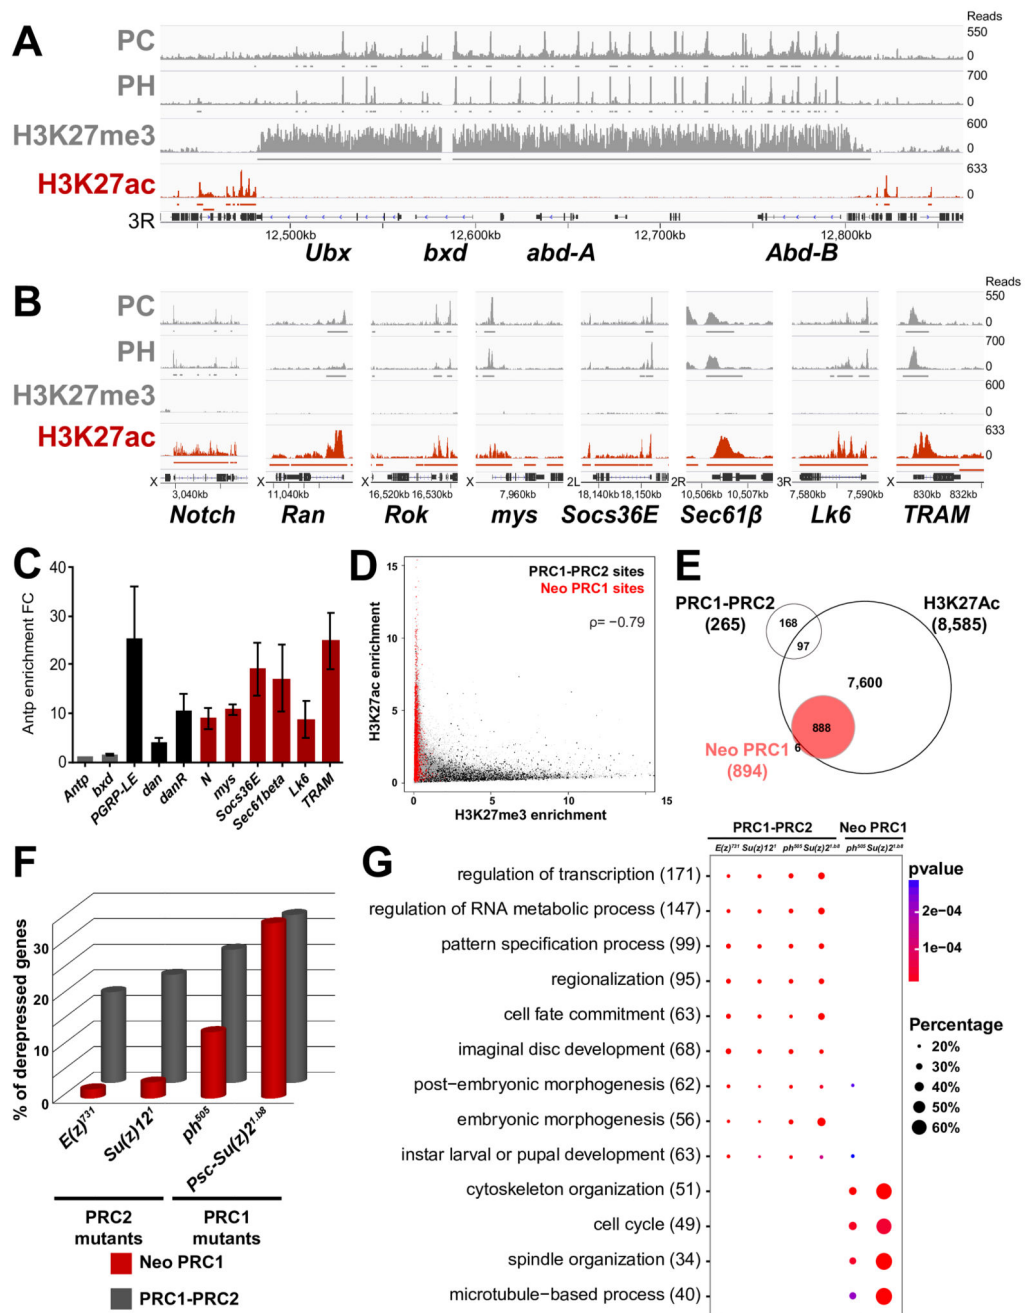 A
Reads
PC
550
0
PH
700
0
H3K27me3
600
0
H3K27ac
633
0
3R
12,500kb 12,600kb 12,700kb 12,800kb
Ubx bxd abd-A Abd-B
B
Reads
PC
550
0
PH
700
0
H3K27me3
600
0
H3K27ac
633
0
X X X X 2L 2R 3R X
3,040kb 11,040kb 16,520kb 16,530kb 7,960kb 18,140kb 18,150kb 10,506kb 10,507kb 7,580kb 7,590kb 830kb 832kb
Notch Ran Rok mys Socs36E Sec61β Lk6 TRAM
C
Antp enrichment FC
40
30
20
10
0
Antp bxd PGRP-LE dan danR N mys Socs36E Sec61beta Lk6 TRAM
D
PRC1-PRC2 sites
Neo PRC1 sites
ρ= −0.79
H3K27ac enrichment
15
10
5
0
0 5 10 15
H3K27me3 enrichment
E
PRC1-PRC2
(265)
H3K27Ac
(8,585)
168
97
7,600
888
6
Neo PRC1
(894)
F
% of derepressed genes
30
20
10
0
E(z)⁷³¹ Su(z)12¹ ph⁵⁰⁵ Psc-Su(z)2¹·ᵇ⁸
PRC2
mutants
PRC1
mutants
Neo PRC1
PRC1-PRC2
G
PRC1-PRC2 Neo PRC1
E(z)⁷³¹ Su(z)12¹ ph⁵⁰⁵ Su(z)2¹·ᵇ⁸ ph⁵⁰⁵ Su(z)2¹·ᵇ⁸
regulation of transcription (171)
regulation of RNA metabolic process (147)
pattern specification process (99)
regionalization (95)
cell fate commitment (63)
imaginal disc development (68)
post−embryonic morphogenesis (62)
embryonic morphogenesis (56)
instar larval or pupal development (63)
cytoskeleton organization (51)
cell cycle (49)
spindle organization (34)
microtubule−based process (40)
pvalue
2e−04
1e−04
Percentage
20%
30%
40%
50%
60%